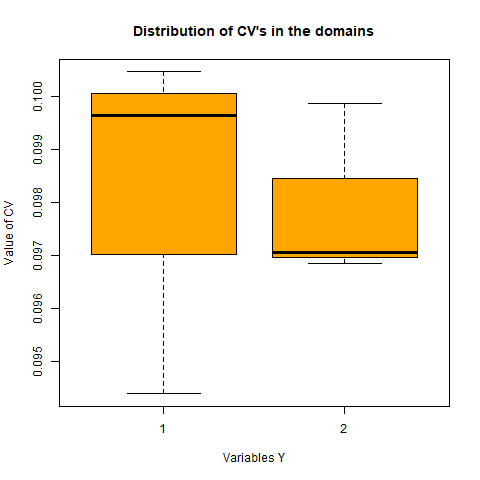 Distribution of CV's in the domains
Value of CV
0.100
0.099
0.098
0.097
0.096
0.095
1
2
Variables Y